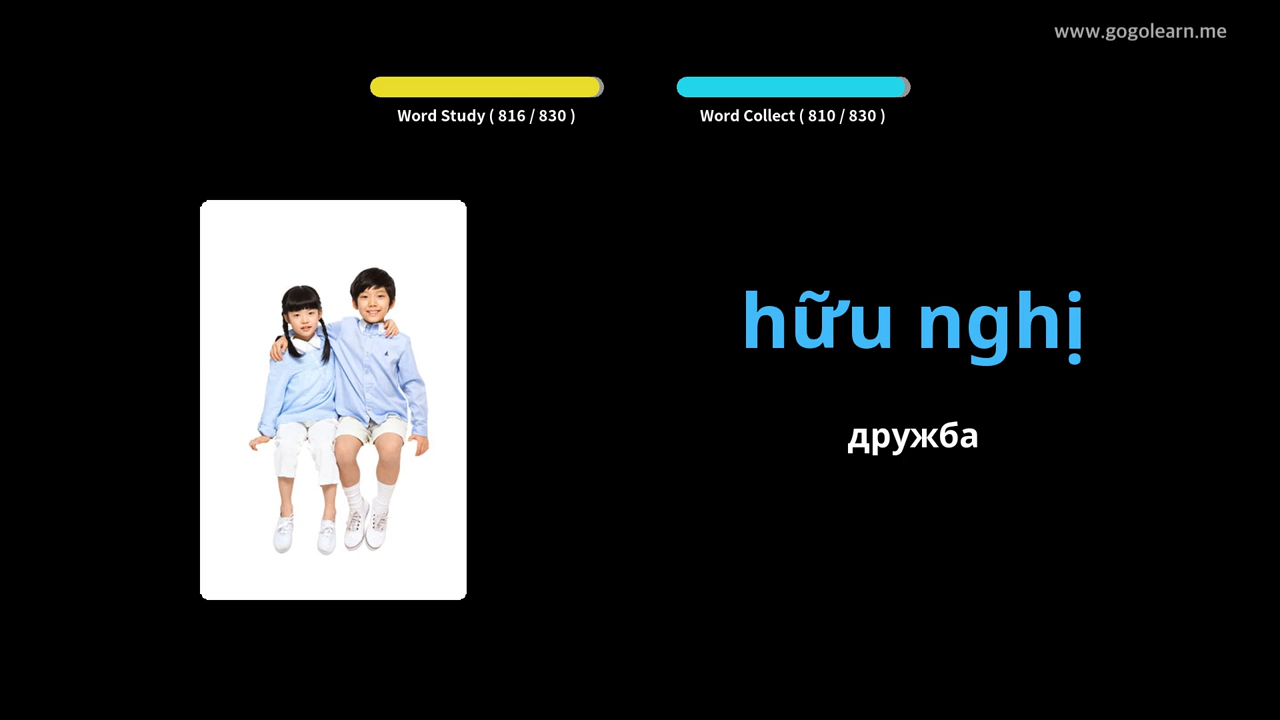 www.gogolearn.me
Word Study ( 816 / 830 )
Word Collect ( 810 / 830 )
hữu nghị
дружба